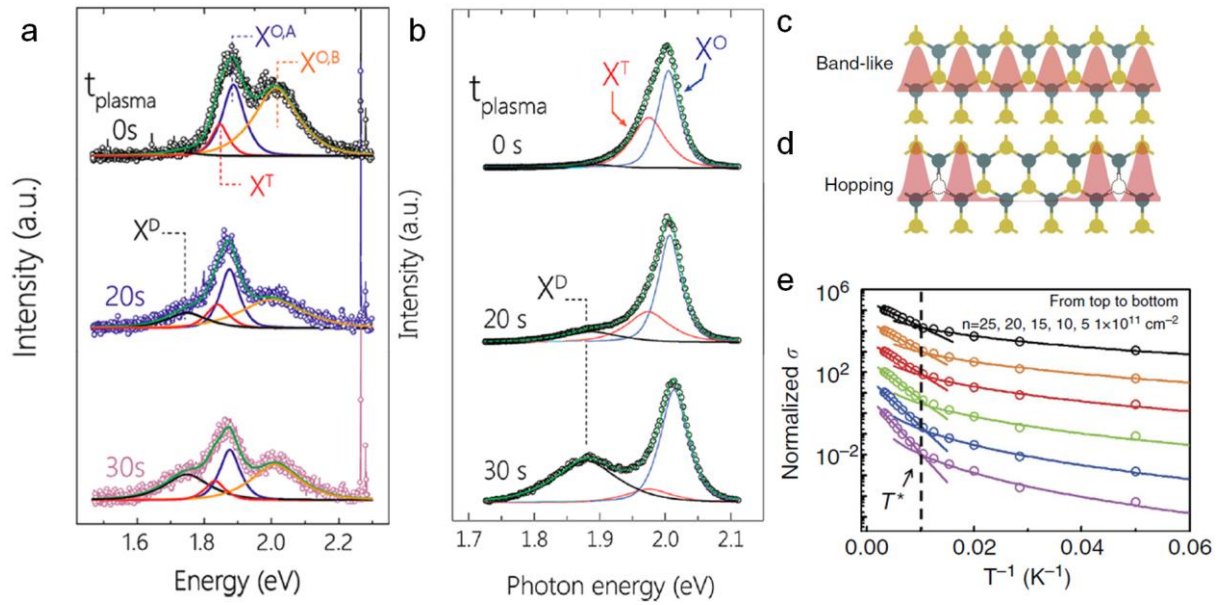 a
X^O,A
X^O,B
t_plasma
0s
X^T
X^D
20s
30s
Intensity (a.u.)
1.6 1.8 2.0 2.2
Energy (eV)
b
X^O
X^T
t_plasma
0 s
X^D
20 s
30 s
Intensity (a.u.)
1.7 1.8 1.9 2.0 2.1
Photon energy (eV)
c
Band-like
d
Hopping
e
10^6
10^2
10^-2
Normalized σ
From top to bottom
n=25, 20, 15, 10, 5 1×10^11 cm^-2
T*
0.00 0.02 0.04 0.06
T^-1 (K^-1)